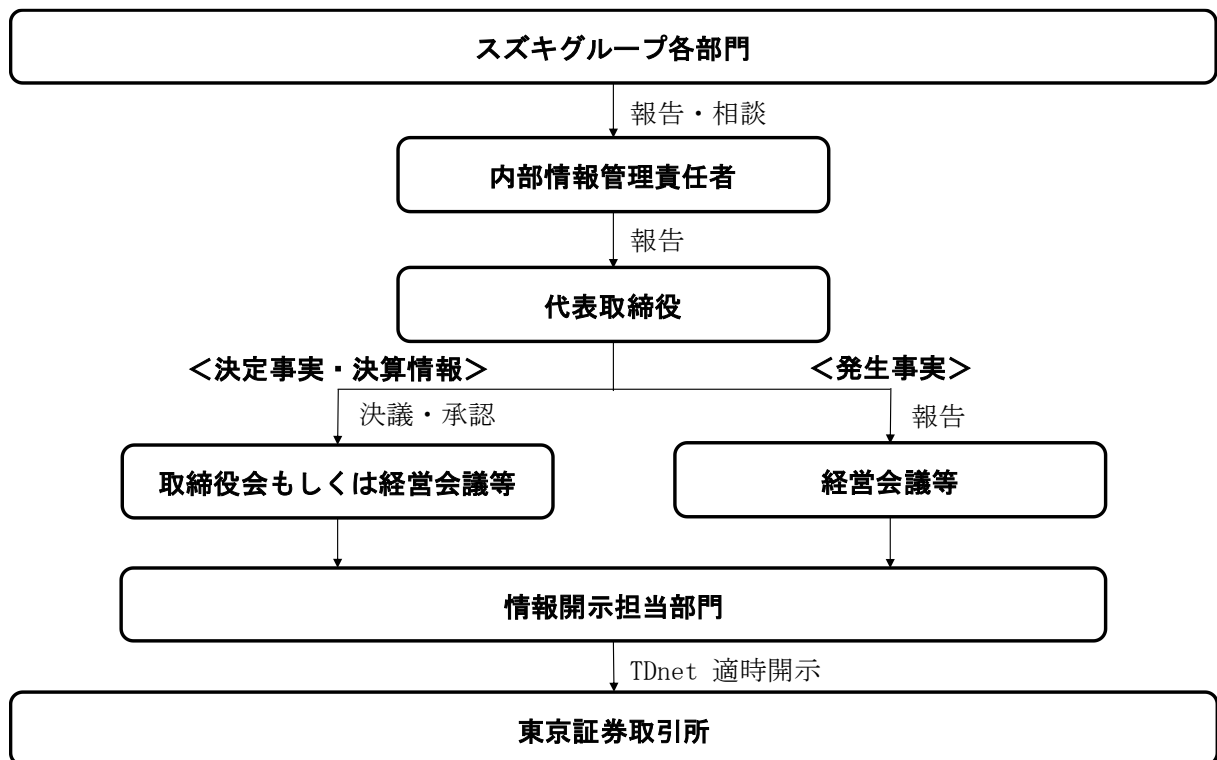 スズキグループ各部門
報告・相談
内部情報管理責任者
報告
代表取締役
＜決定事実・決算情報＞
＜発生事実＞
決議・承認
報告
取締役会もしくは経営会議等
経営会議等
情報開示担当部門
TDnet 適時開示
東京証券取引所